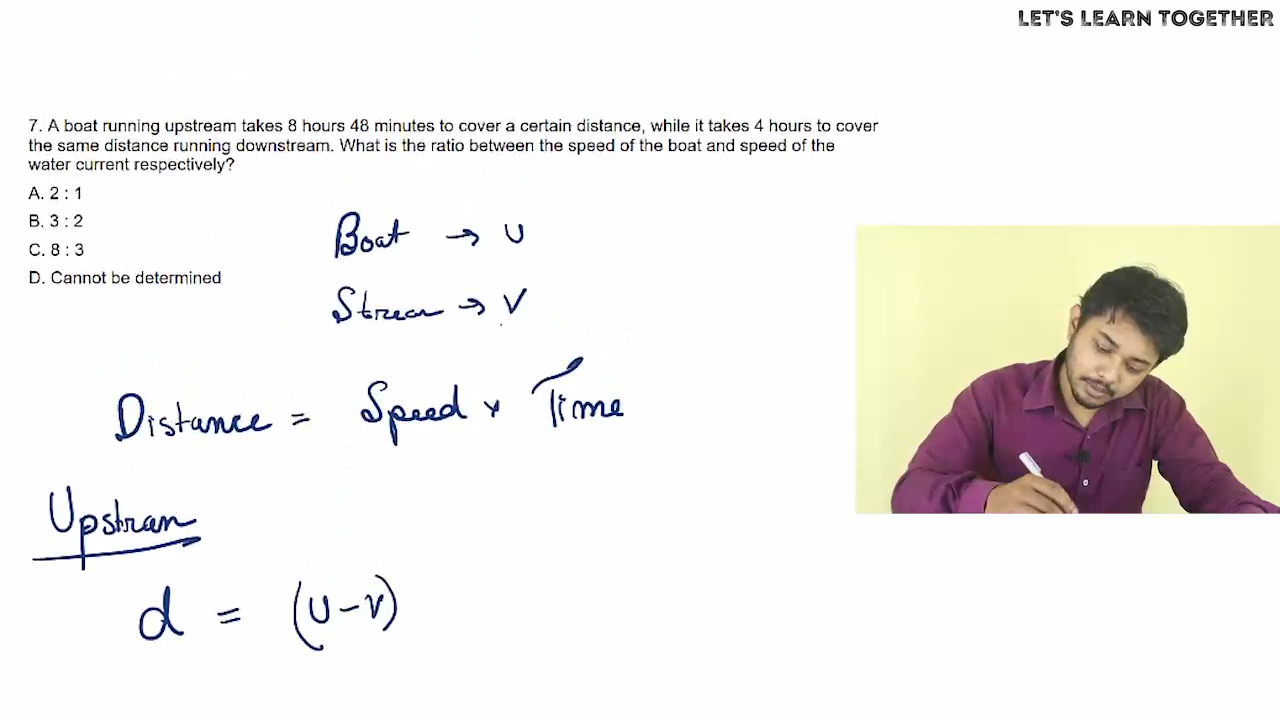 LET'S LEARN TOGETHER
7. A boat running upstream takes 8 hours 48 minutes to cover a certain distance, while it takes 4 hours to cover
the same distance running downstream. What is the ratio between the speed of the boat and speed of the
water current respectively?
A. 2 : 1
B. 3 : 2
C. 8 : 3
D. Cannot be determined
Boat → u
Stream → v
Distance = Speed × Time
Upstream
d = (u-v)